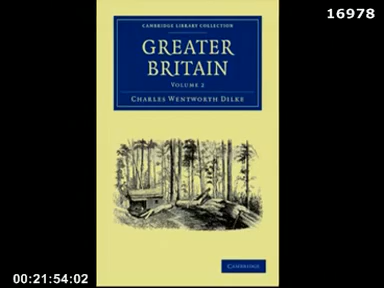 16978
CAMBRIDGE LIBRARY COLLECTION
GREATER
BRITAIN
VOLUME 2
CHARLES WENTWORTH DILKE
CAMBRIDGE
00:21:54:02